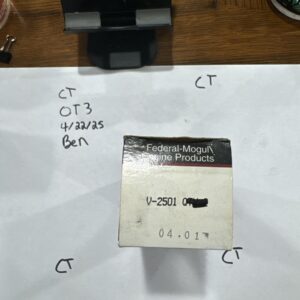 CT
CT
OT3
4/22/25
Ben
Federal-Mogul
Engine Products
V-2501
04.01
CT
CT